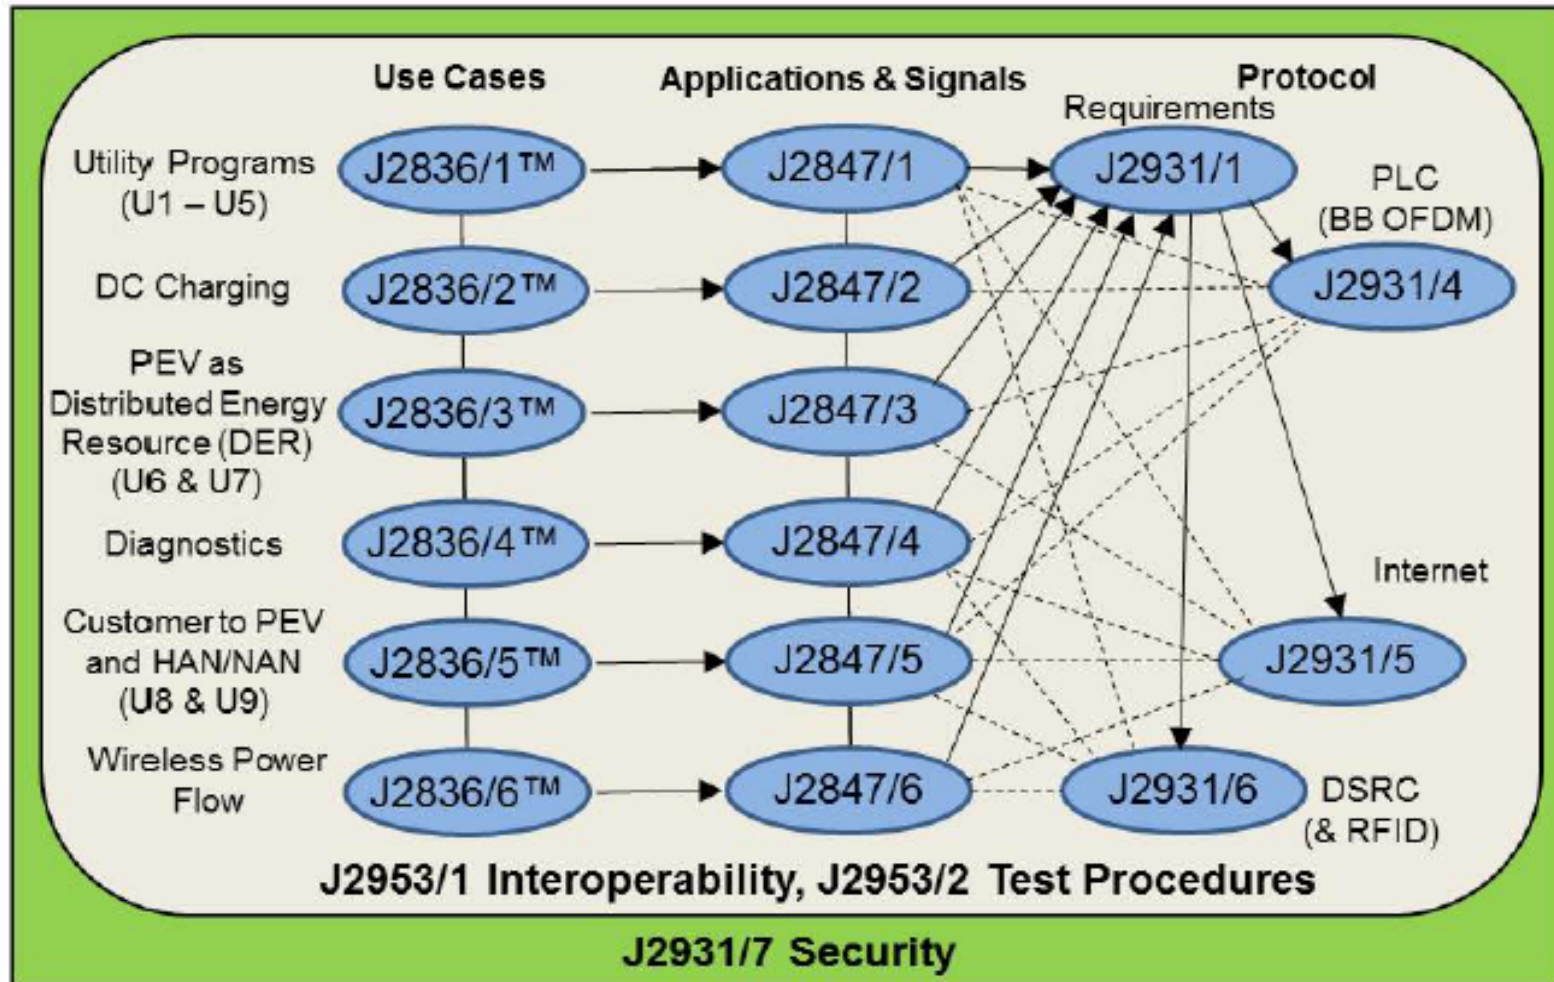 Use Cases
Applications & Signals
Protocol
Requirements
Utility Programs
(U1 – U5)
J2836/1™
J2847/1
J2931/1
PLC
(BB OFDM)
DC Charging
J2836/2™
J2847/2
J2931/4
PEV as
Distributed Energy
Resource (DER)
(U6 & U7)
J2836/3™
J2847/3
Diagnostics
J2836/4™
J2847/4
Internet
Customer to PEV
and HAN/NAN
(U8 & U9)
J2836/5™
J2847/5
J2931/5
Wireless Power
Flow
J2836/6™
J2847/6
J2931/6
DSRC
(& RFID)
J2953/1 Interoperability, J2953/2 Test Procedures
J2931/7 Security